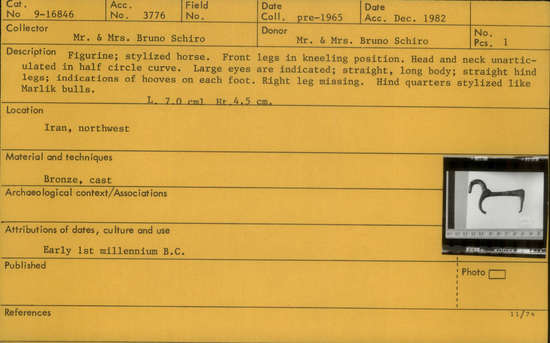 Cat. No. 9-16846 Acc. No. 3776 Field No. Date Coll. pre-1965 Date Acc. Dec. 1982
Collector Mr. & Mrs. Bruno Schiro Donor Mr. & Mrs. Bruno Schiro No. Pcs. 1
Description Figurine; stylized horse. Front legs in kneeling position. Head and neck unartic-
ulated in half circle curve. Large eyes are indicated; straight, long body; straight hind
legs; indications of hooves on each foot. Right leg missing. Hind quarters stylized like
Marlik bulls.
L. 7.0 cm! Ht 4.5 cm.
Location
Iran, northwest
Material and techniques
Bronze, cast
Archaeological context/Associations
Attributions of dates, culture and use
Early 1st millennium B.C.
Published
Photo
References
11/74